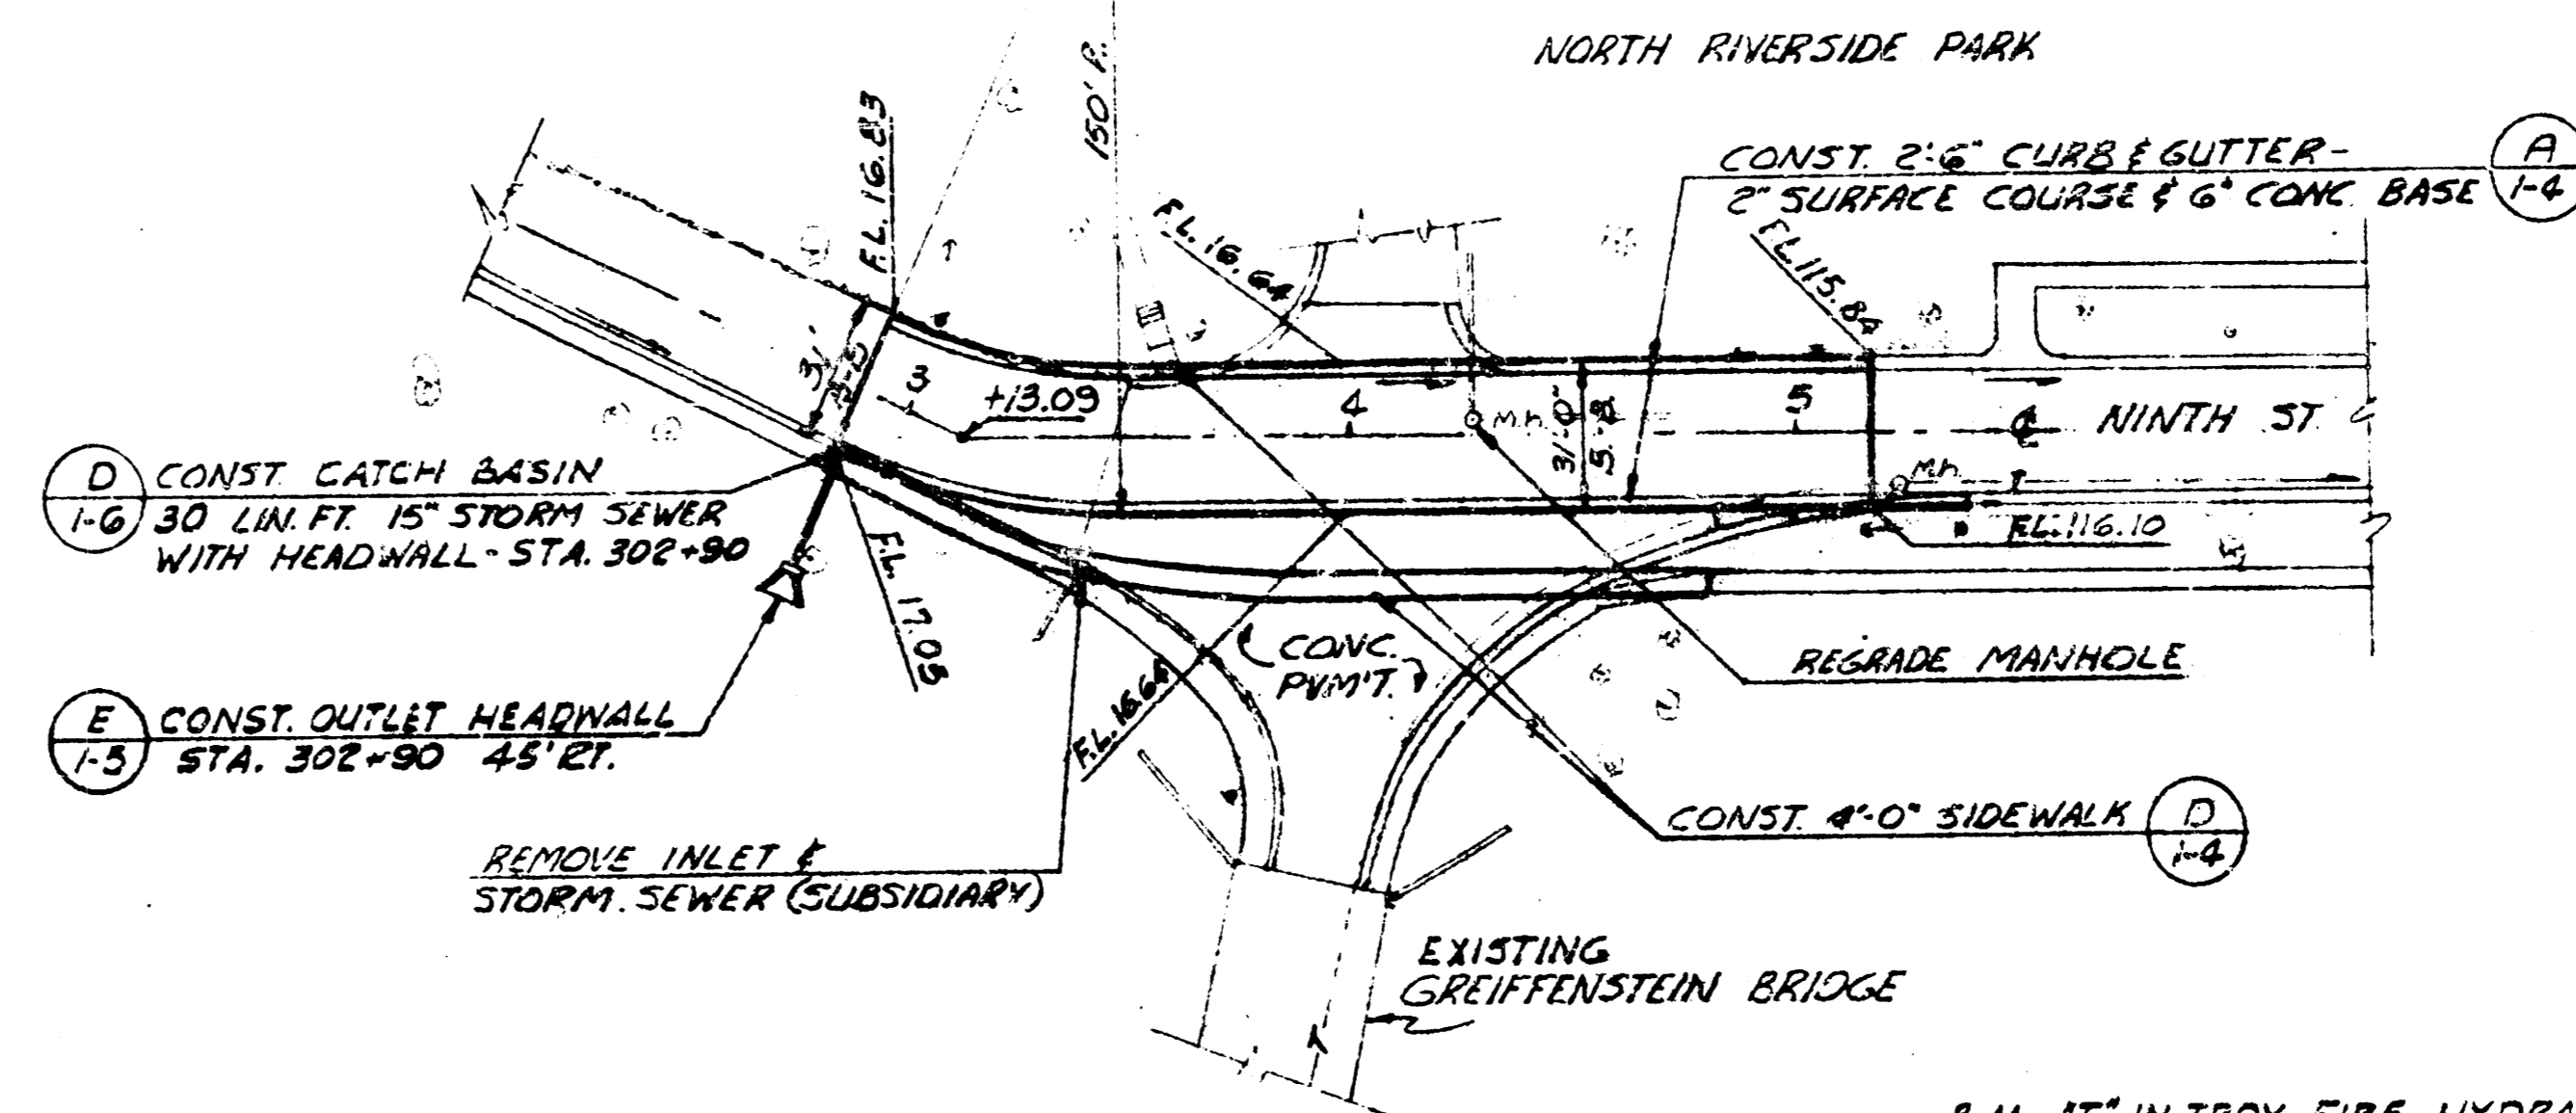 NORTH RIVERSIDE PARK
CONST. 2'-6" CURB & GUTTER-
2" SURFACE COURSE & 6" CONC. BASE
A
1-4
150' R.
F.L. 16.83
F.L. 16.64
F.L. 115.84
31'
3
+13.09
4
M.H.
31'-0"
5
NINTH ST.
M.H.
F.L. 116.10
D
1-6
CONST. CATCH BASIN
30 LIN. FT. 15" STORM SEWER
WITH HEADWALL - STA. 302+90
F.L. 17.05
F.L. 16.64
CONC.
PVM'T.
REGRADE MANHOLE
E
1-5
CONST. OUTLET HEADWALL
STA. 302+90 45' RT.
CONST. 4'-0" SIDEWALK
D
1-4
REMOVE INLET &
STORM. SEWER (SUBSIDIARY)
EXISTING
GREIFFENSTEIN BRIDGE